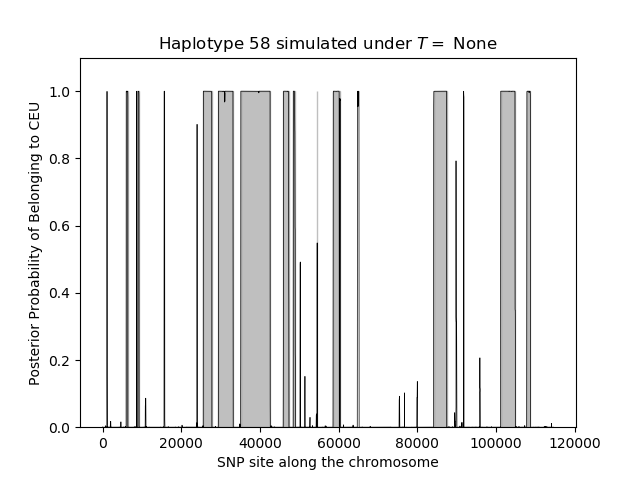 Haplotype 58 simulated under T = None
Posterior Probability of Belonging to CEU
1.0
0.8
0.6
0.4
0.2
0.0
0 20000 40000 60000 80000 100000 120000
SNP site along the chromosome